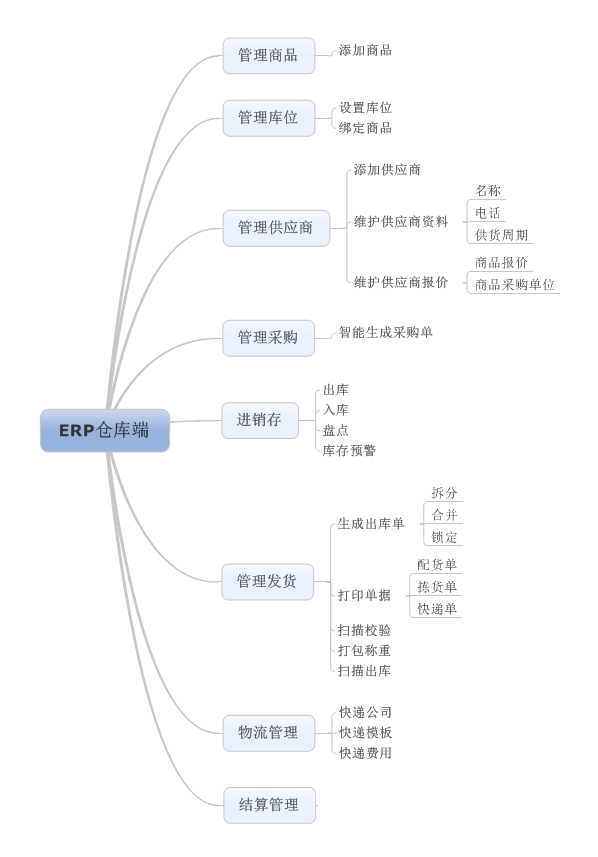 管理商品
添加商品
管理库位
设置库位
绑定商品
管理供应商
添加供应商
维护供应商资料
名称
电话
供货周期
维护供应商报价
商品报价
商品采购单位
管理采购
智能生成采购单
ERP仓库端
进销存
出库
入库
盘点
库存预警
管理发货
生成出库单
拆分
合并
锁定
打印单据
配货单
拣货单
快递单
扫描校验
打包称重
扫描出库
物流管理
快递公司
快递模板
快递费用
结算管理